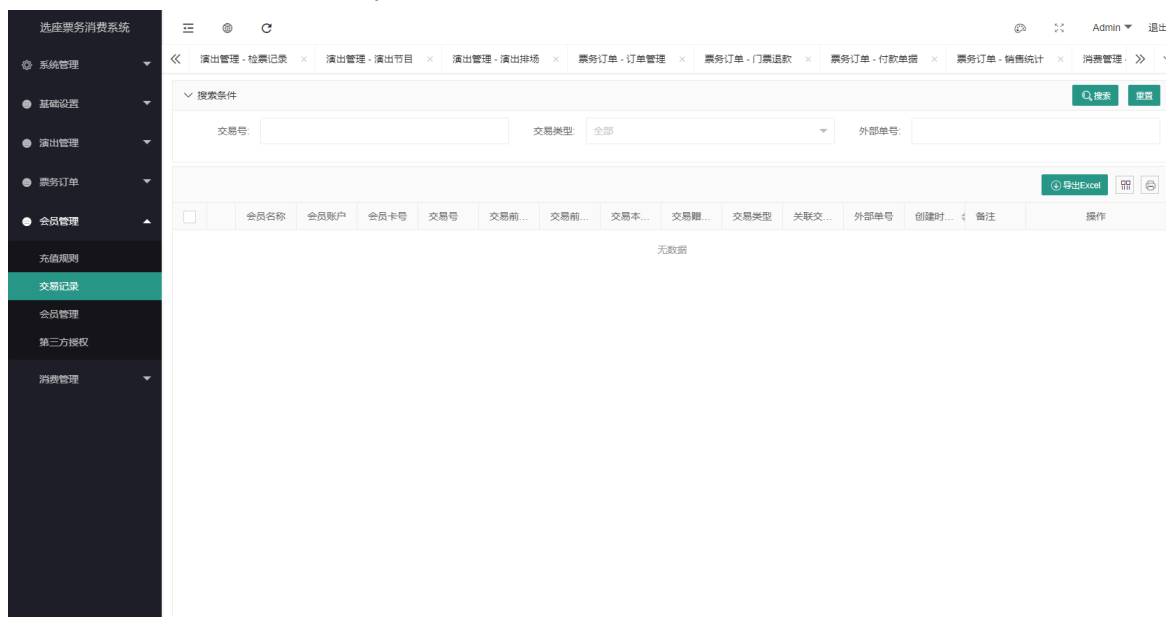 选座票务消费系统
Admin
退出
系统管理
基础设置
演出管理
票务订单
会员管理
充值规则
交易记录
会员管理
第三方授权
消费管理
演出管理 - 检票记录
演出管理 - 演出节目
演出管理 - 演出排场
票务订单 - 订单管理
票务订单 - 门票退款
票务订单 - 付款单据
票务订单 - 销售统计
消费管理 -
搜索条件
搜索
重置
交易号:
交易类型:
全部
外部单号:
导出Excel
会员名称
会员账户
会员卡号
交易号
交易前...
交易前...
交易本...
交易赠...
交易类型
关联交...
外部单号
创建时...
备注
操作
无数据